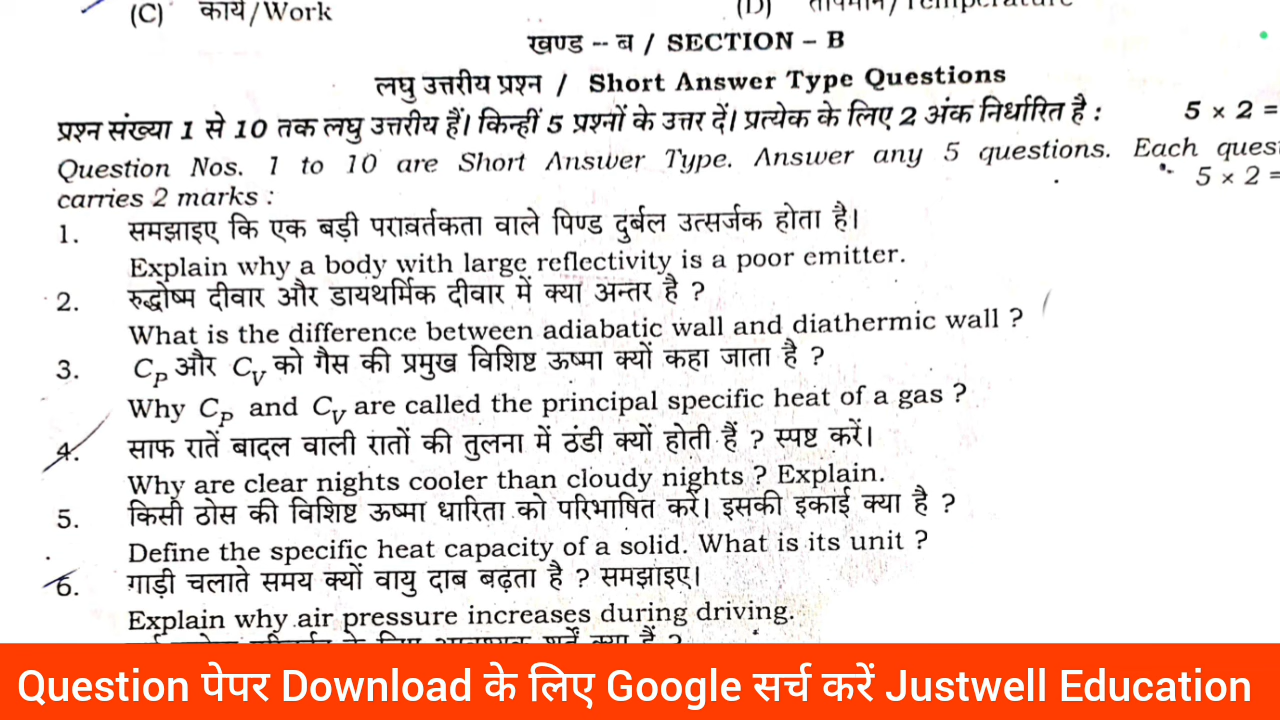 (C) कार्य/Work (D) तापमान/Temperature
खण्ड -- ब / SECTION – B
लघु उत्तरीय प्रश्न / Short Answer Type Questions
प्रश्न संख्या 1 से 10 तक लघु उत्तरीय हैं। किन्हीं 5 प्रश्नों के उत्तर दें। प्रत्येक के लिए 2 अंक निर्धारित है : 5 × 2 =
Question Nos. 1 to 10 are Short Answer Type. Answer any 5 questions. Each quest
carries 2 marks : 5 × 2 =
1. समझाइए कि एक बड़ी परावर्तकता वाले पिण्ड दुर्बल उत्सर्जक होता है।
Explain why a body with large reflectivity is a poor emitter.
2. रुद्धोष्म दीवार और डायथर्मिक दीवार में क्या अन्तर है ?
What is the difference between adiabatic wall and diathermic wall ?
3. C_P और C_V को गैस की प्रमुख विशिष्ट ऊष्मा क्यों कहा जाता है ?
Why C_P and C_V are called the principal specific heat of a gas ?
4. साफ रातें बादल वाली रातों की तुलना में ठंडी क्यों होती हैं ? स्पष्ट करें।
Why are clear nights cooler than cloudy nights ? Explain.
5. किसी ठोस की विशिष्ट ऊष्मा धारिता को परिभाषित करें। इसकी इकाई क्या है ?
Define the specific heat capacity of a solid. What is its unit ?
6. गाड़ी चलाते समय क्यों वायु दाब बढ़ता है ? समझाइए।
Explain why air pressure increases during driving.
Question पेपर Download के लिए Google सर्च करें Justwell Education